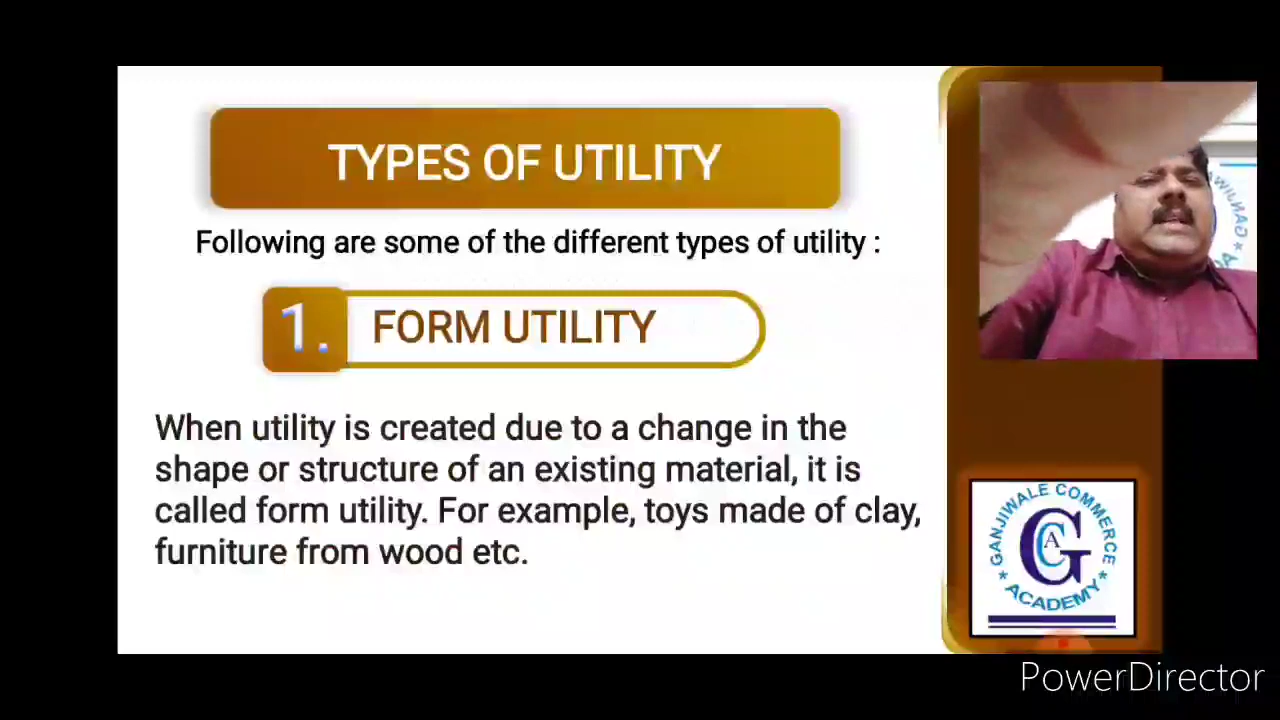 TYPES OF UTILITY
Following are some of the different types of utility :
1. FORM UTILITY
When utility is created due to a change in the
shape or structure of an existing material, it is
called form utility. For example, toys made of clay,
furniture from wood etc.
GANJIWALE COMMERCE
GCA
★ ACADEMY ★
PowerDirector